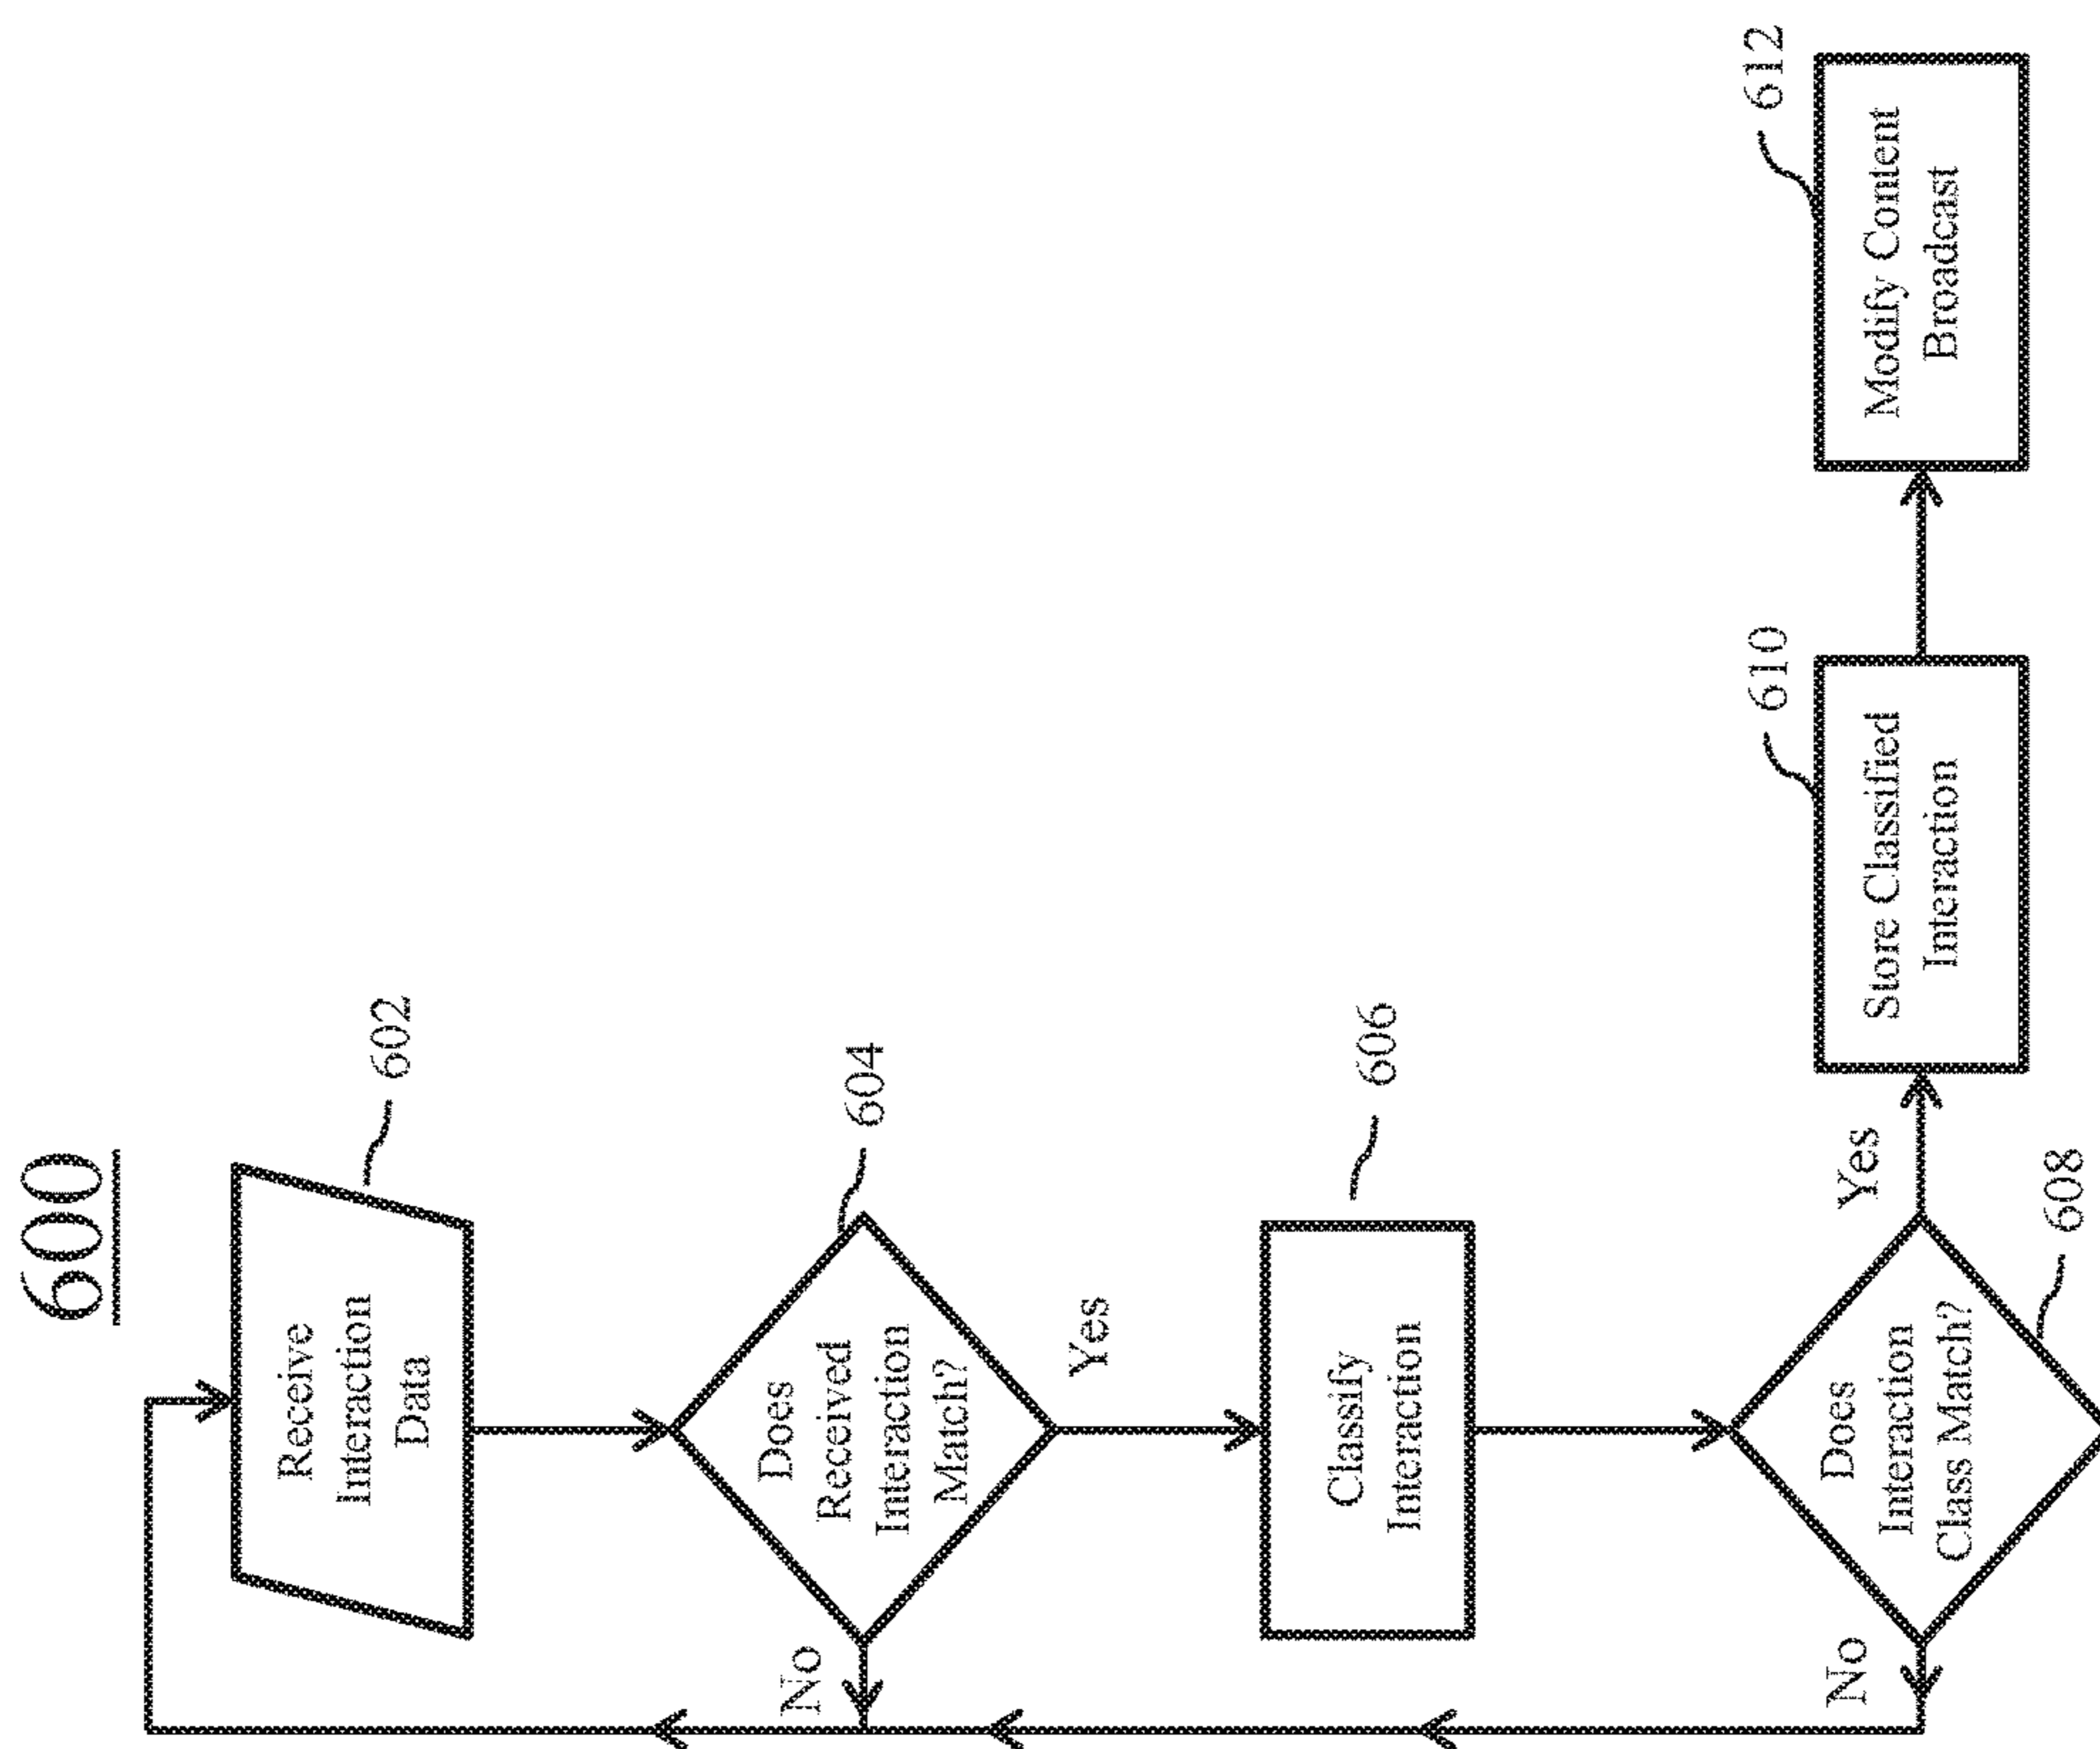 600
Receive
Interaction
Data
602
Does
Received
Interaction
Match?
604
No
Yes
Classify
Interaction
606
Does
Interaction
Class Match?
608
No
Yes
Store Classified
Interaction
610
Modify Content
Broadcast
612